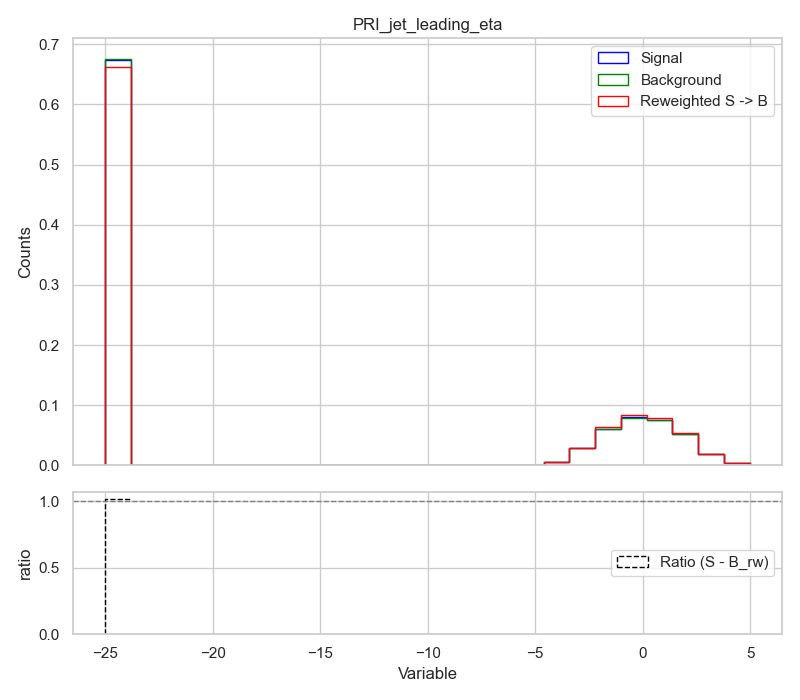 PRI_jet_leading_eta
0.7
0.6
0.5
0.4
0.3
0.2
0.1
0.0
Counts
Signal
Background
Reweighted S -> B
1.0
0.5
0.0
ratio
Ratio (S - B_rw)
−25
−20
−15
−10
−5
0
5
Variable